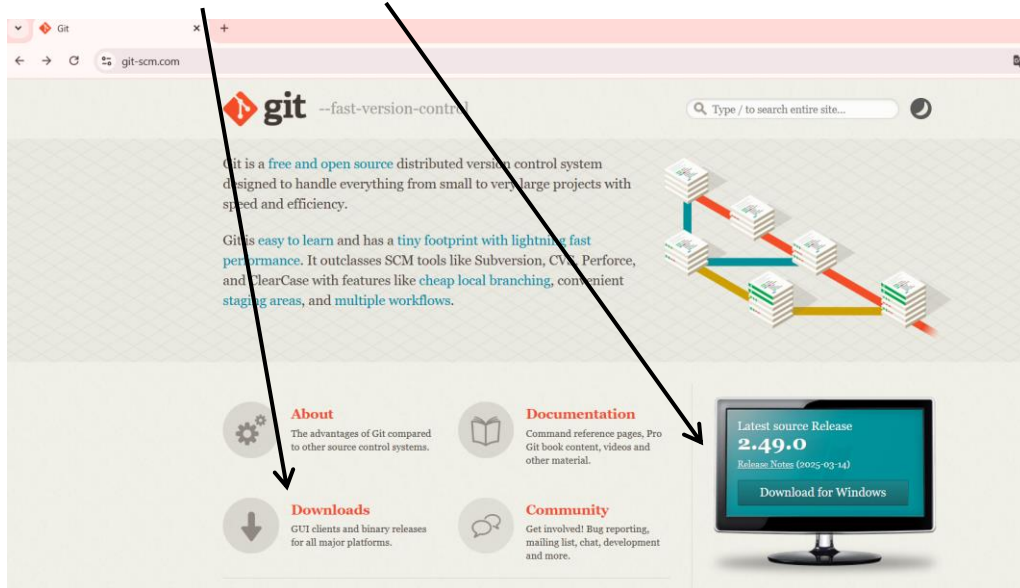 Git
git-scm.com
git --fast-version-control
Type / to search entire site...
Git is a free and open source distributed version control system
designed to handle everything from small to very large projects with
speed and efficiency.
Git is easy to learn and has a tiny footprint with lightning fast
performance. It outclasses SCM tools like Subversion, CVS, Perforce,
and ClearCase with features like cheap local branching, convenient
staging areas, and multiple workflows.
About
The advantages of Git compared
to other source control systems.
Documentation
Command reference pages, Pro
Git book content, videos and
other material.
Downloads
GUI clients and binary releases
for all major platforms.
Community
Get involved! Bug reporting,
mailing list, chat, development
and more.
Latest source Release
2.49.0
Release Notes (2025-03-14)
Download for Windows